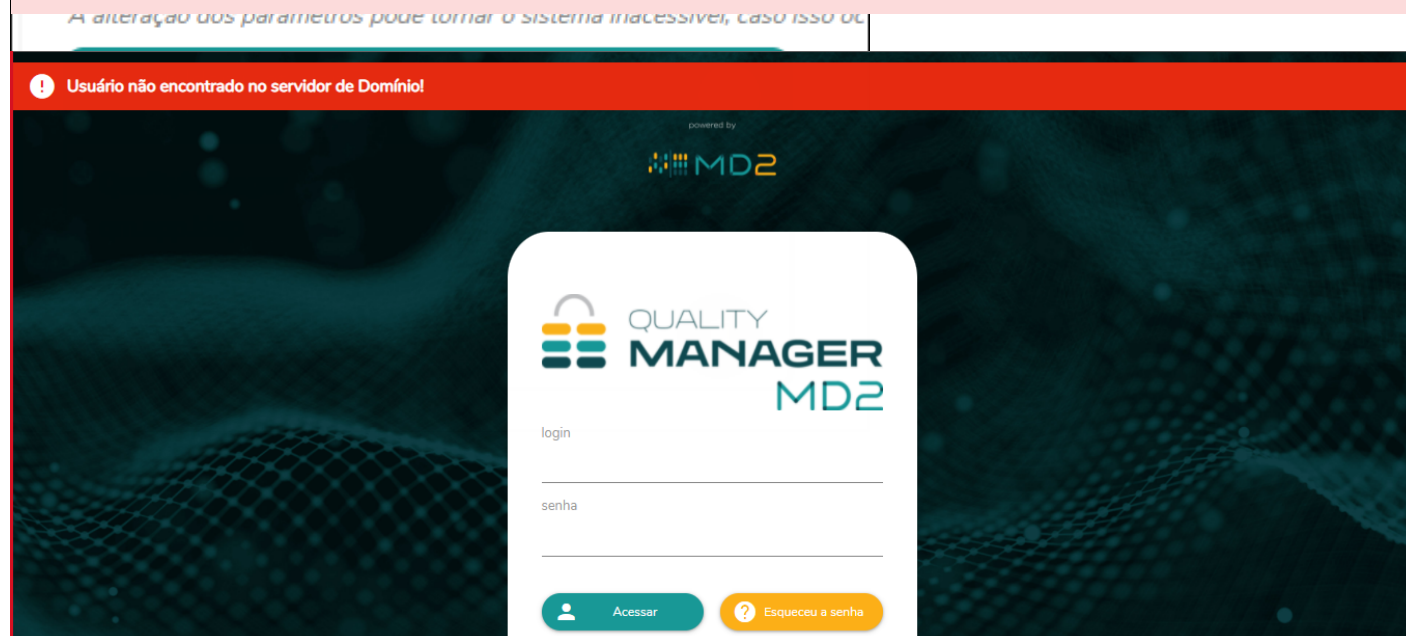 A alteração dos parâmetros pode tornar o sistema inacessível, caso isso oc
Usuário não encontrado no servidor de Domínio!
powered by
MD2
QUALITY
MANAGER
MD2
login
senha
Acessar
Esqueceu a senha